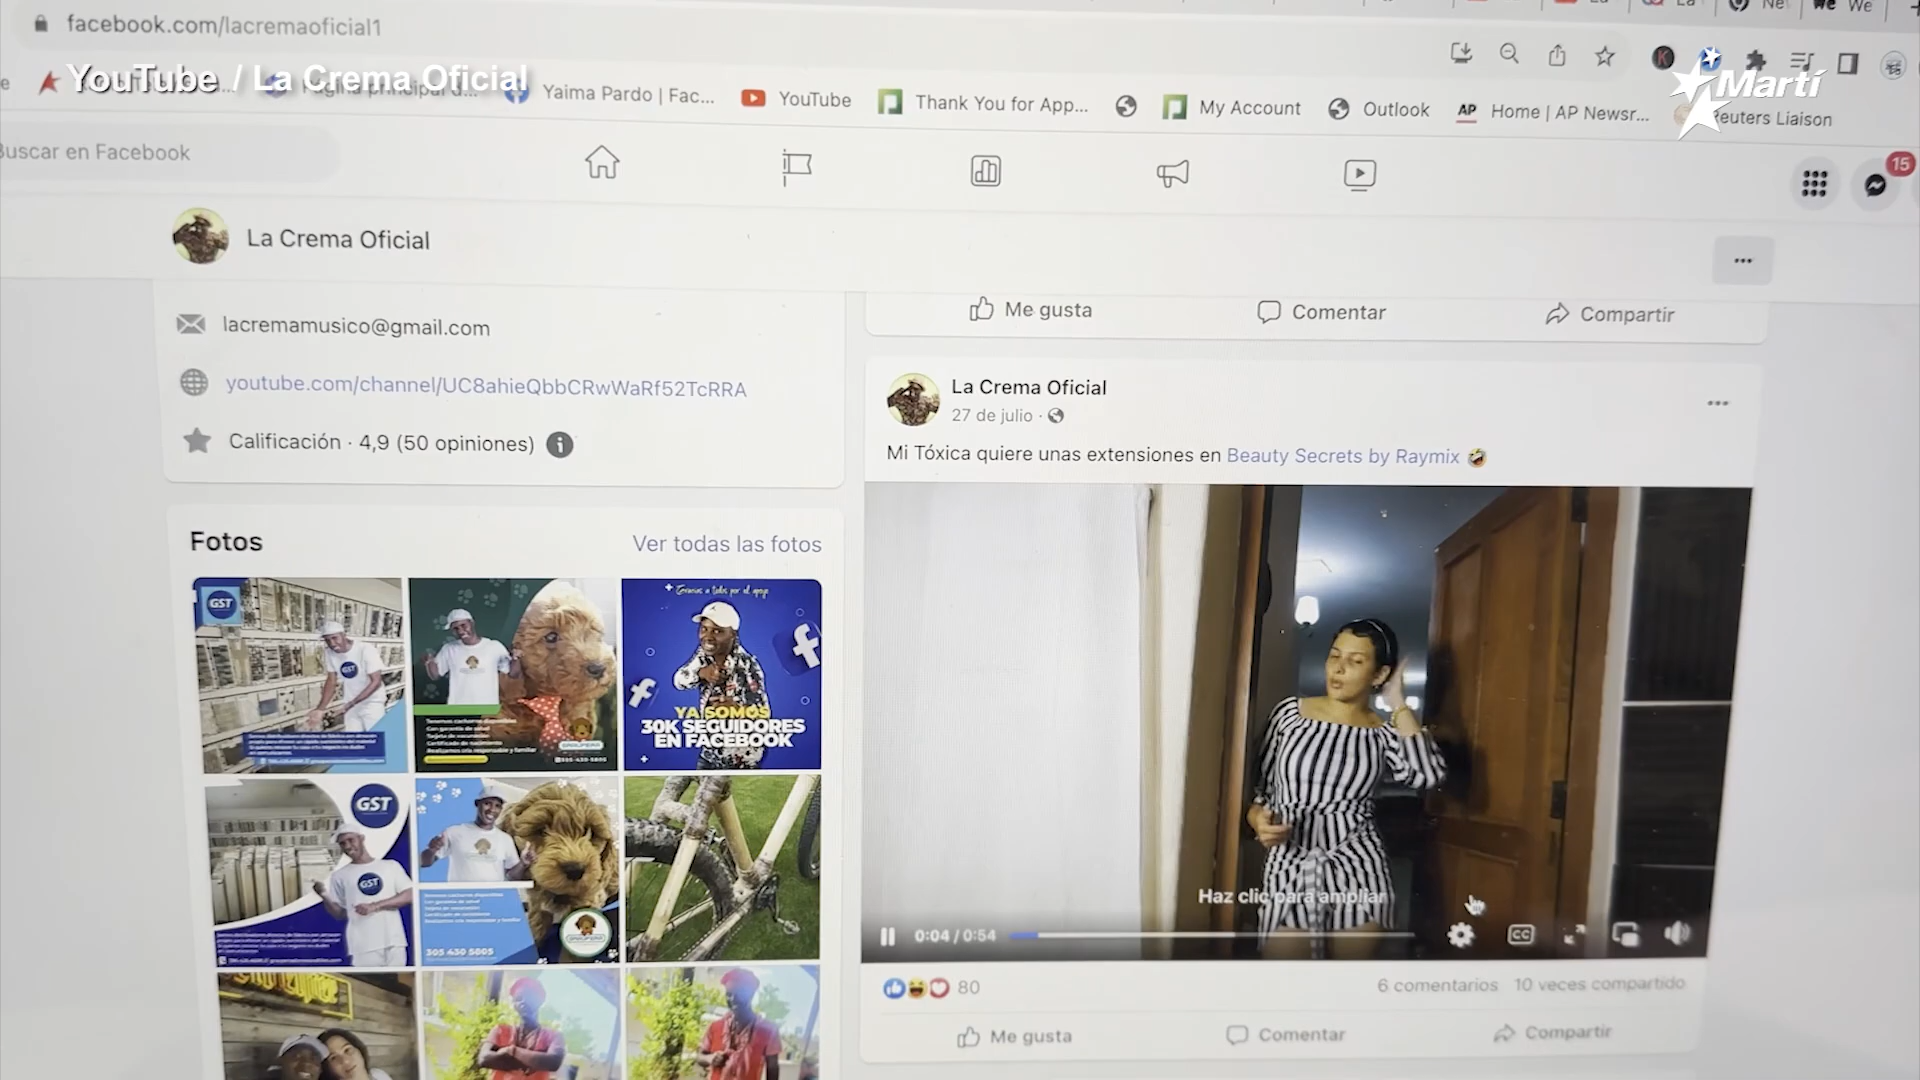 facebook.com/lacremaoficial1
YouTube / La Crema Oficial
Martí
Yaima Pardo | Fac...
YouTube
Thank You for App...
My Account
Outlook
AP
Home | AP Newsr...
Reuters Liaison
Buscar en Facebook
15
La Crema Oficial
lacremamusico@gmail.com
youtube.com/channel/UC8ahieQbbCRwWaRf52TcRRA
Calificación · 4,9 (50 opiniones)
Fotos
Ver todas las fotos
GST
GST
YA SOMOS
30K SEGUIDORES
EN FACEBOOK
GST
GST
305 430 5805
Me gusta
Comentar
Compartir
La Crema Oficial
27 de julio ·
Mi Tóxica quiere unas extensiones en Beauty Secrets by Raymix
Haz clic para ampliar
0:04 / 0:54
CC
80
6 comentarios
10 veces compartido
Me gusta
Comentar
Compartir